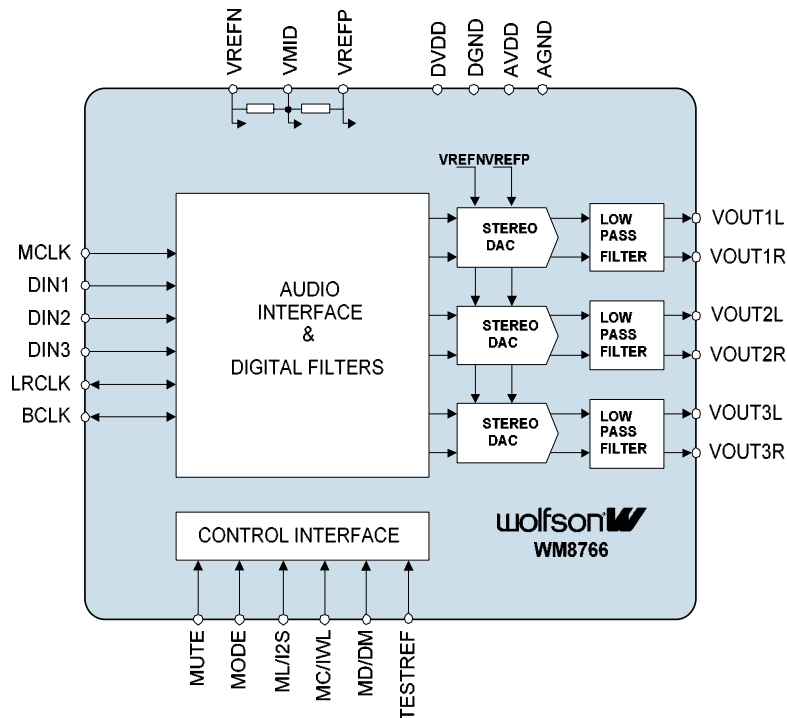 VREFN
VMID
VREFP
DVDD
DGND
AVDD
AGND
VREFNVREFP
MCLK
DIN1
DIN2
DIN3
LRCLK
BCLK
AUDIO
INTERFACE
&
DIGITAL FILTERS
STEREO
DAC
LOW
PASS
FILTER
VOUT1L
VOUT1R
STEREO
DAC
LOW
PASS
FILTER
VOUT2L
VOUT2R
STEREO
DAC
LOW
PASS
FILTER
VOUT3L
VOUT3R
CONTROL INTERFACE
wolfson
WM8766
MUTE
MODE
ML/I2S
MC/IWL
MD/DM
TESTREF